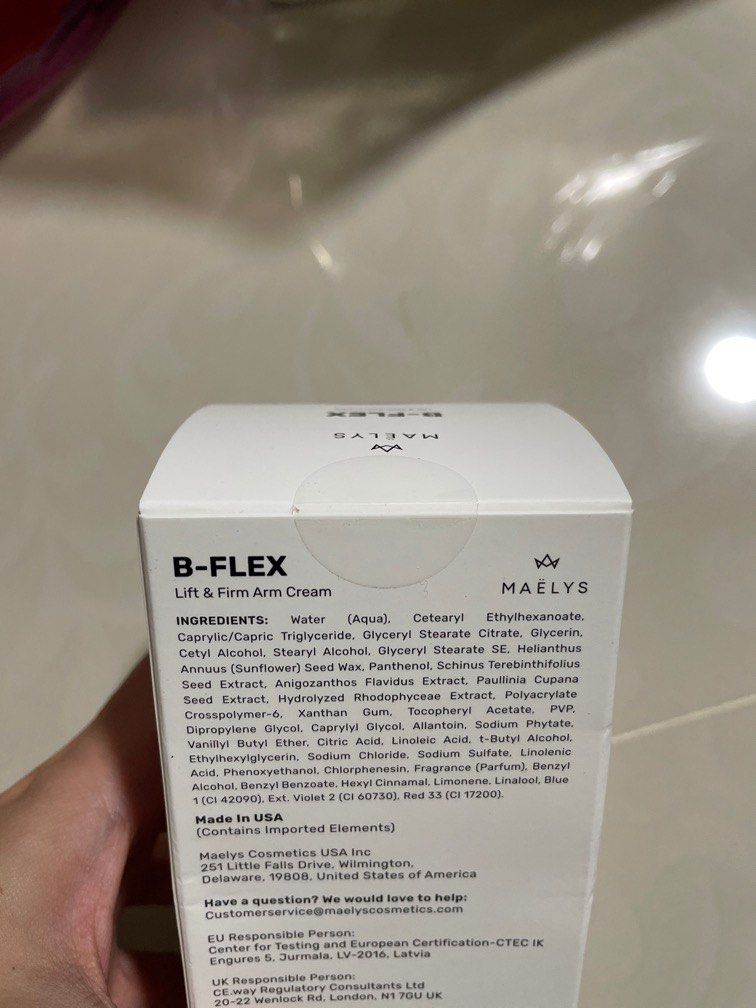 B-FLEX
MAËLYS
B-FLEX
Lift & Firm Arm Cream
MAËLYS
INGREDIENTS: Water (Aqua), Cetearyl Ethylhexanoate,
Caprylic/Capric Triglyceride, Glyceryl Stearate Citrate, Glycerin,
Cetyl Alcohol, Stearyl Alcohol, Glyceryl Stearate SE, Helianthus
Annuus (Sunflower) Seed Wax, Panthenol, Schinus Terebinthifolius
Seed Extract, Anigozanthos Flavidus Extract, Paullinia Cupana
Seed Extract, Hydrolyzed Rhodophyceae Extract, Polyacrylate
Crosspolymer-6, Xanthan Gum, Tocopheryl Acetate, PVP,
Dipropylene Glycol, Caprylyl Glycol, Allantoin, Sodium Phytate,
Vanillyl Butyl Ether, Citric Acid, Linoleic Acid, t-Butyl Alcohol,
Ethylhexylglycerin, Sodium Chloride, Sodium Sulfate, Linolenic
Acid, Phenoxyethanol, Chlorphenesin, Fragrance (Parfum), Benzyl
Alcohol, Benzyl Benzoate, Hexyl Cinnamal, Limonene, Linalool, Blue
1 (CI 42090), Ext. Violet 2 (CI 60730), Red 33 (CI 17200).
Made In USA
(Contains Imported Elements)
Maelys Cosmetics USA Inc
251 Little Falls Drive, Wilmington,
Delaware, 19808, United States of America
Have a question? We would love to help:
Customerservice@maelyscosmetics.com
EU Responsible Person:
Center for Testing and European Certification-CTEC IK
Engures 5, Jurmala, LV-2016, Latvia
UK Responsible Person:
CE.way Regulatory Consultants Ltd
20-22 Wenlock Rd, London, N1 7GU UK